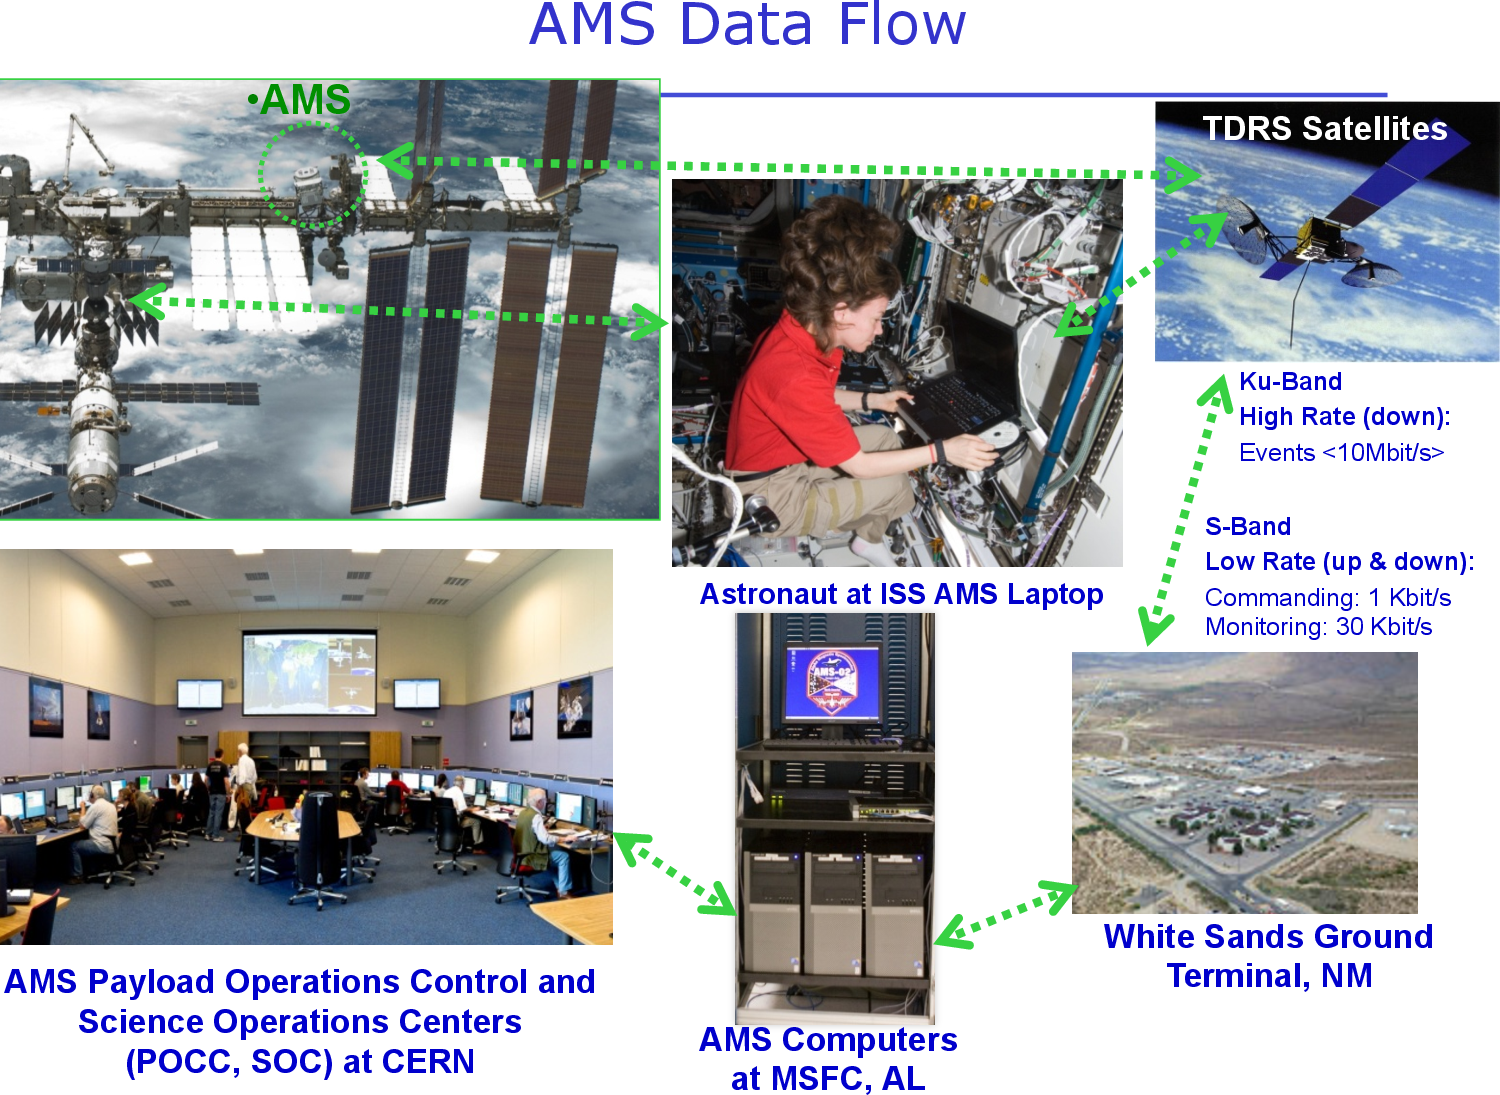 AMS Data Flow
•AMS
TDRS Satellites
Ku-Band
High Rate (down):
Events <10Mbit/s>
S-Band
Low Rate (up & down):
Commanding: 1 Kbit/s
Monitoring: 30 Kbit/s
Astronaut at ISS AMS Laptop
AMS-02
White Sands Ground
Terminal, NM
AMS Payload Operations Control and
Science Operations Centers
(POCC, SOC) at CERN
AMS Computers
at MSFC, AL